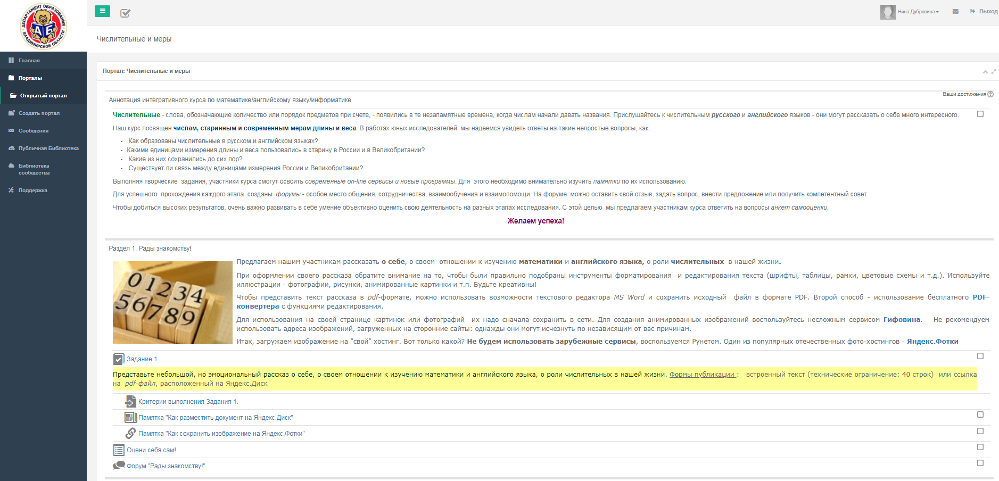 ДЕПАРТАМЕНТ ОБРАЗОВАНИЯ
ВЛАДИМИРСКОЙ ОБЛАСТИ
А Б
Нина Дубровина
Выход
Числительные и меры
Главная
Порталы
Открытый портал
Создать портал
Сообщения
Публичная Библиотека
Библиотека
сообщества
Поддержка
Портал: Числительные и меры
Ваши достижения
Аннотация интегративного курса по математике/английскому языку/информатике
Числительные - слова, обозначающие количество или порядок предметов при счете, - появились в те незапамятные времена, когда числам начали давать названия. Прислушайтесь к числительным русского и английского языков - они могут рассказать о себе много интересного.
Наш курс посвящен числам, старинным и современным мерам длины и веса. В работах юных исследователей мы надеемся увидеть ответы на такие непростые вопросы, как:
• Как образованы числительные в русском и английском языках?
• Какими единицами измерения длины и веса пользовались в старину в России и в Великобритании?
• Какие из них сохранились до сих пор?
• Существует ли связь между единицами измерения России и Великобритании?
Выполняя творческие задания, участники курса смогут освоить современные on-line сервисы и новые программы. Для этого необходимо внимательно изучить памятки по их использованию.
Для успешного прохождения каждого этапа созданы форумы - особое место общения, сотрудничества, взаимообучения и взаимопомощи. На форуме можно оставить свой отзыв, задать вопрос, внести предложение или получить компетентный совет.
Чтобы добиться высоких результатов, очень важно развивать в себе умение объективно оценить свою деятельность на разных этапах исследования. С этой целью мы предлагаем участникам курса ответить на вопросы анкет самооценки.
Желаем успеха!
Раздел 1. Рады знакомству!
01234
56789
Предлагаем нашим участникам рассказать о себе, о своем отношении к изучению математики и английского языка, о роли числительных в нашей жизни.
При оформлении своего рассказа обратите внимание на то, чтобы были правильно подобраны инструменты форматирования и редактирования текста (шрифты, таблицы, рамки, цветовые схемы и т.д.). Используйте
иллюстрации - фотографии, рисунки, анимированные картинки и т.п. Будьте креативны!
Чтобы представить текст рассказа в pdf-формате, можно использовать возможности текстового редактора MS Word и сохранить исходный файл в формате PDF. Второй способ - использование бесплатного PDF-
конвертера с функциями редактирования.
Для использования на своей странице картинок или фотографий их надо сначала сохранить в сети. Для создания анимированных изображений воспользуйтесь несложным сервисом Гифовина. Не рекомендуем
использовать адреса изображений, загруженных на сторонние сайты: однажды они могут исчезнуть по независящим от вас причинам.
Итак, загружаем изображение на "свой" хостинг. Вот только какой? Не будем использовать зарубежные сервисы, воспользуемся Рунетом. Один из популярных отечественных фото-хостингов - Яндекс.Фотки
Задание 1.
Представьте небольшой, но эмоциональный рассказ о себе, о своем отношении к изучению математики и английского языка, о роли числительных в нашей жизни. Формы публикации : встроенный текст (технические ограничение: 40 строк) или ссылка
на pdf-файл, расположенный на Яндекс.Диск
Критерии выполнения Задания 1.
Памятка "Как разместить документ на Яндекс.Диск"
Памятка "Как сохранить изображение на Яндекс.Фотки"
Оцени себя сам!
Форум "Рады знакомству!"